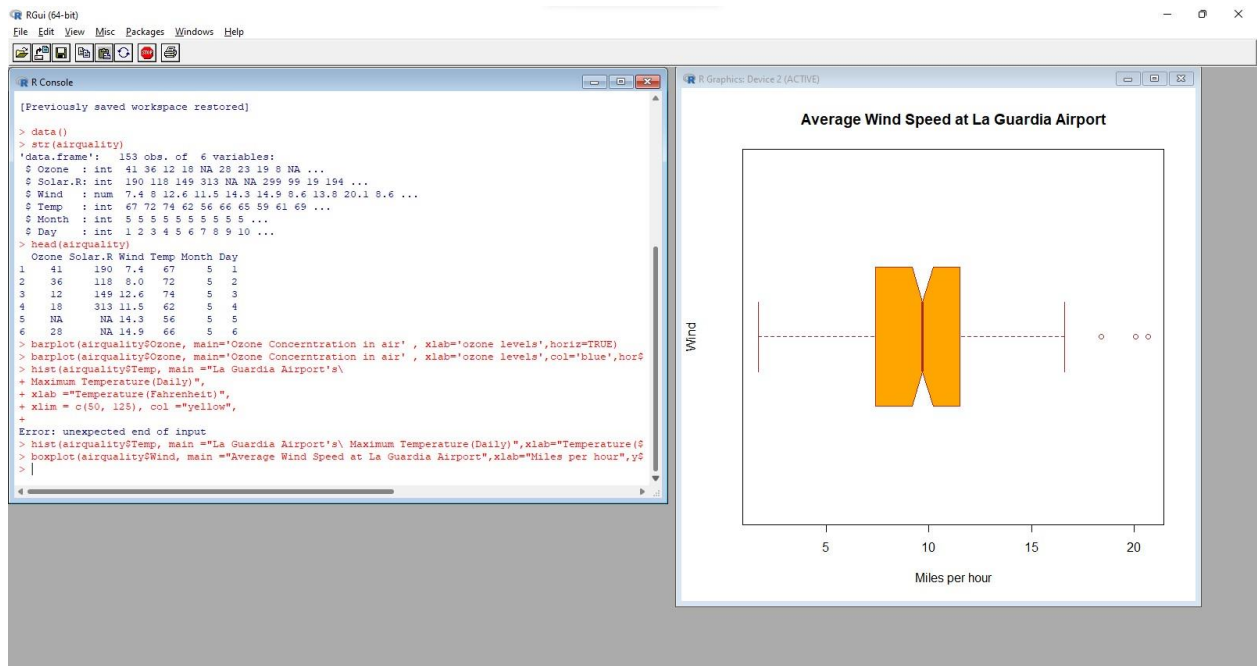 RGui (64-bit)
File Edit View Misc Packages Windows Help
STOP
R Console
[Previously saved workspace restored]
> data()
> str(airquality)
'data.frame':   153 obs. of  6 variables:
 $ Ozone  : int  41 36 12 18 NA 28 23 19 8 NA ...
 $ Solar.R: int  190 118 149 313 NA NA 299 99 19 194 ...
 $ Wind   : num  7.4 8 12.6 11.5 14.3 14.9 8.6 13.8 20.1 8.6 ...
 $ Temp   : int  67 72 74 62 56 66 65 59 61 69 ...
 $ Month  : int  5 5 5 5 5 5 5 5 5 5 ...
 $ Day    : int  1 2 3 4 5 6 7 8 9 10 ...
> head(airquality)
  Ozone Solar.R Wind Temp Month Day
1    41     190  7.4   67     5   1
2    36     118  8.0   72     5   2
3    12     149 12.6   74     5   3
4    18     313 11.5   62     5   4
5    NA      NA 14.3   56     5   5
6    28      NA 14.9   66     5   6
> barplot(airquality$Ozone, main='Ozone Concerntration in air' , xlab='ozone levels',horiz=TRUE)
> barplot(airquality$Ozone, main='Ozone Concerntration in air' , xlab='ozone levels',col='blue',hor$
> hist(airquality$Temp, main ="La Guardia Airport's\
+ Maximum Temperature(Daily)",
+ xlab ="Temperature(Fahrenheit)",
+ xlim = c(50, 125), col ="yellow",
+
Error: unexpected end of input
> hist(airquality$Temp, main ="La Guardia Airport's\ Maximum Temperature(Daily)",xlab="Temperature($
> boxplot(airquality$Wind, main ="Average Wind Speed at La Guardia Airport",xlab="Miles per hour",y$
>
R Graphics: Device 2 (ACTIVE)
Average Wind Speed at La Guardia Airport
Wind
5 10 15 20
Miles per hour